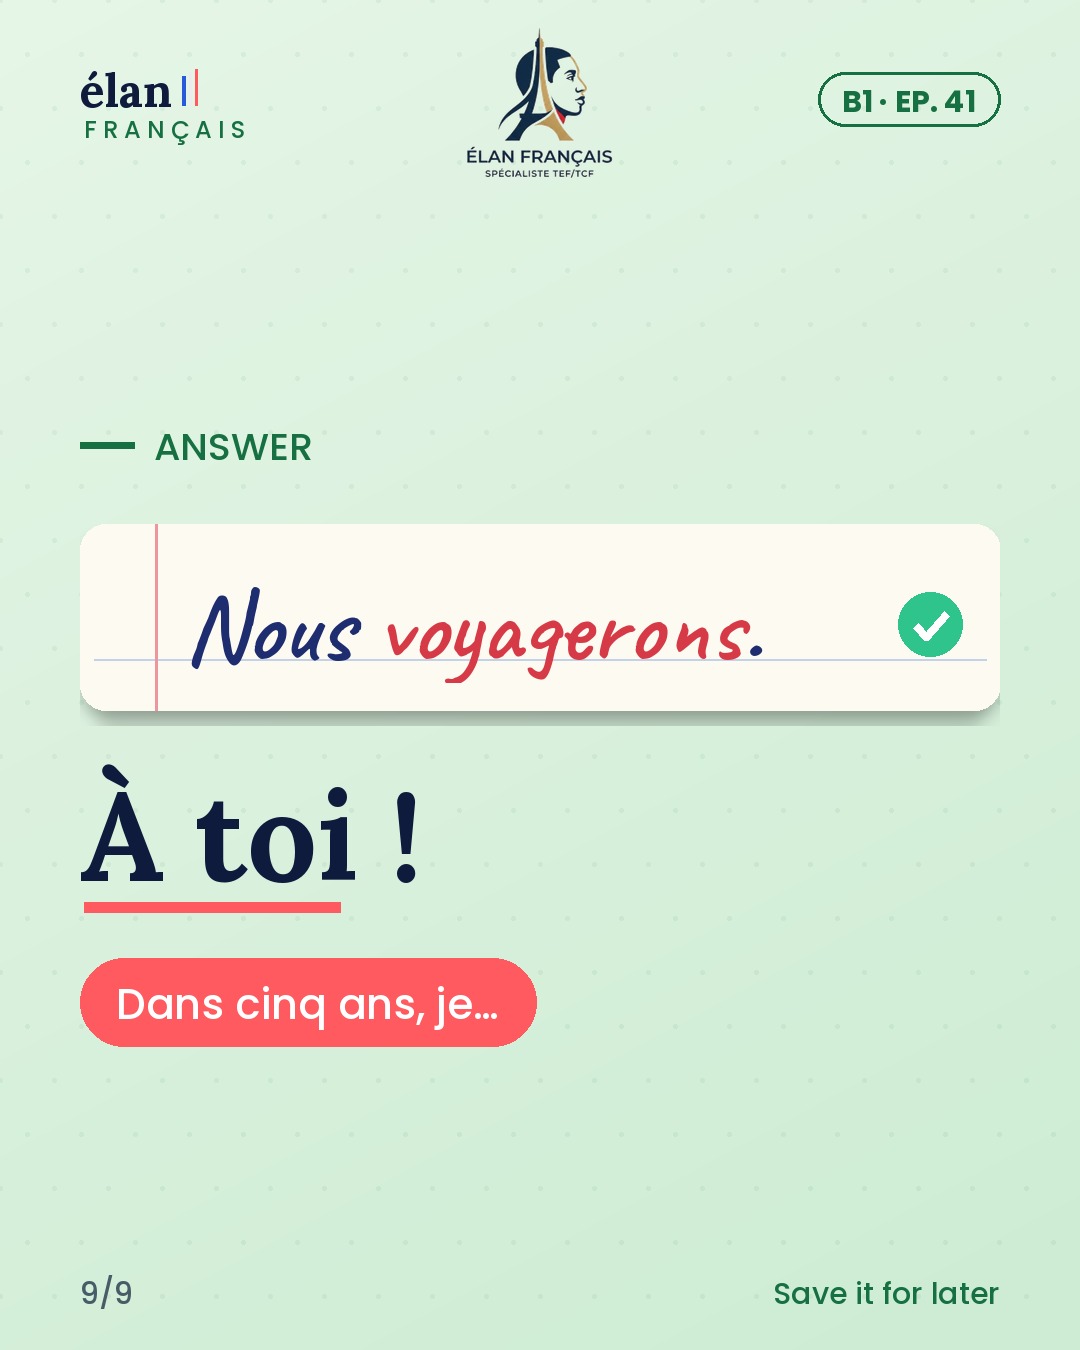 élan
FRANÇAIS
ÉLAN FRANÇAIS
SPÉCIALISTE TEF/TCF
B1 · EP. 41
ANSWER
Nous voyagerons.
À toi !
Dans cinq ans, je...
9/9
Save it for later